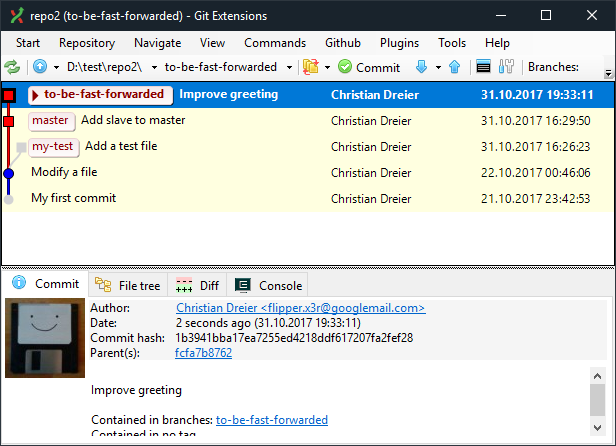 repo2 (to-be-fast-forwarded) - Git Extensions
Start Repository Navigate View Commands Github Plugins Tools Help
D:\test\repo2\ to-be-fast-forwarded Commit Branches:
to-be-fast-forwarded Improve greeting Christian Dreier 31.10.2017 19:33:11
master Add slave to master Christian Dreier 31.10.2017 16:29:50
my-test Add a test file Christian Dreier 31.10.2017 16:26:23
Modify a file Christian Dreier 22.10.2017 00:46:06
My first commit Christian Dreier 21.10.2017 23:42:53
Commit File tree Diff Console
Author: Christian Dreier <flipper.x3r@googlemail.com>
Date: 2 seconds ago (31.10.2017 19:33:11)
Commit hash: 1b3941bba17ea7255ed4218ddf617207fa2fef28
Parent(s): fcfa7b8762
Improve greeting
Contained in branches: to-be-fast-forwarded
Contained in no tag